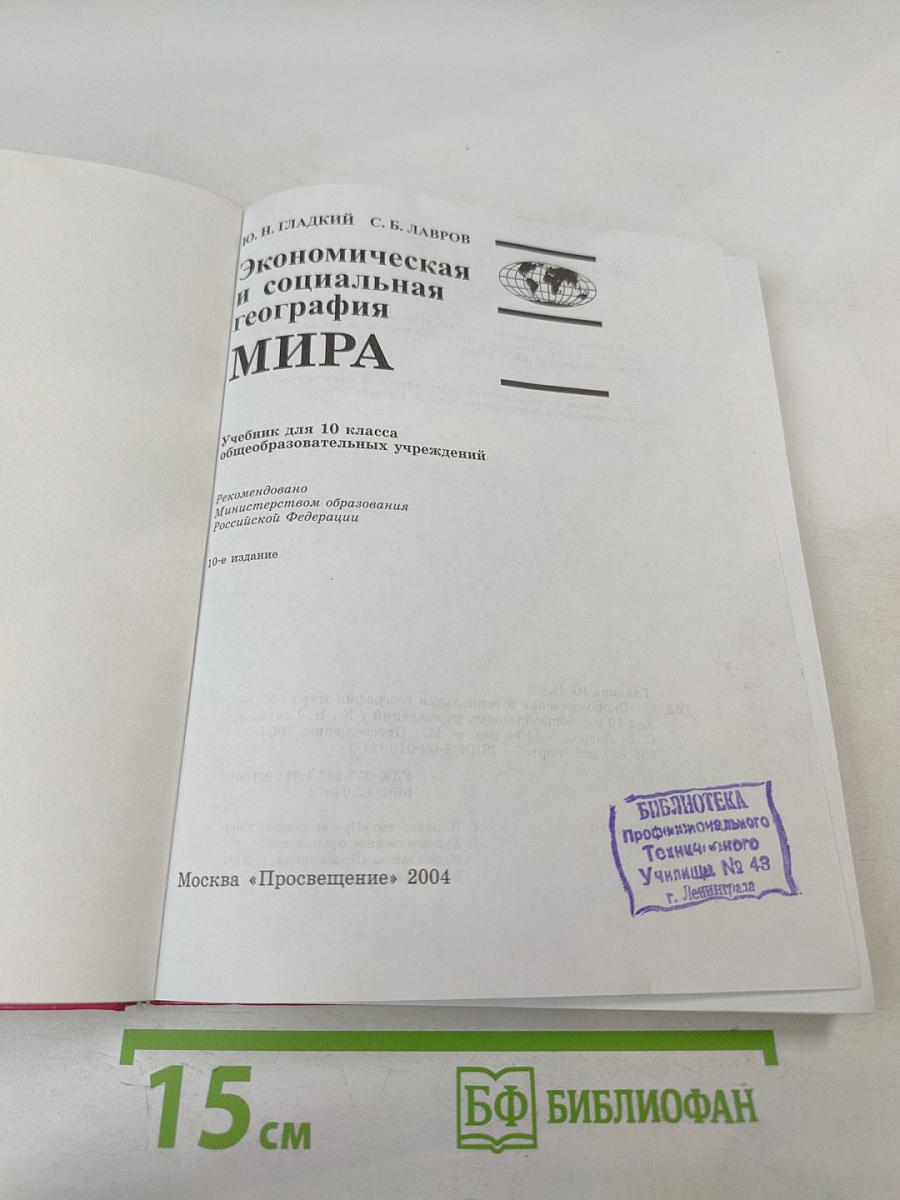 Ю. Н. ГЛАДКИЙ С. Б. ЛАВРОВ
Экономическая
и социальная
география
МИРА
Учебник для 10 класса
общеобразовательных учреждений
Рекомендовано
Министерством образования
Российской Федерации
10-е издание
БИБЛИОТЕКА
Профессионального
Технического
Училища № 43
г. Ленинграда
Москва «Просвещение» 2004
15 см
БФ БИБЛИОФАН